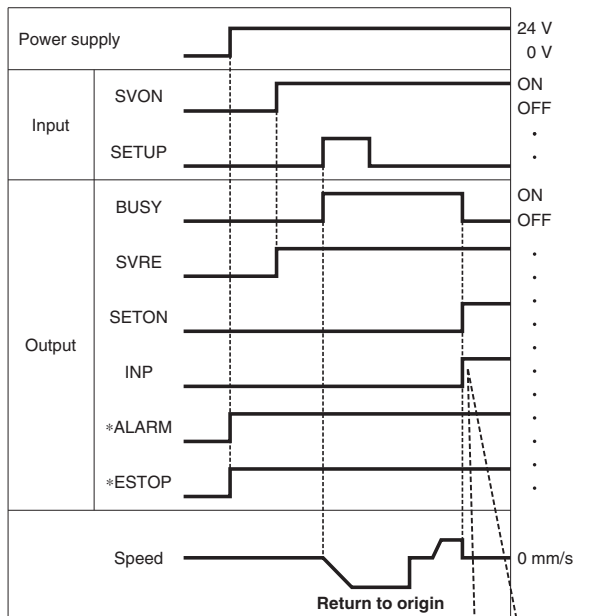 Power supply
24 V
0 V
Input
SVON
ON
OFF
SETUP
Output
BUSY
ON
OFF
SVRE
SETON
INP
*ALARM
*ESTOP
Speed
0 mm/s
Return to origin